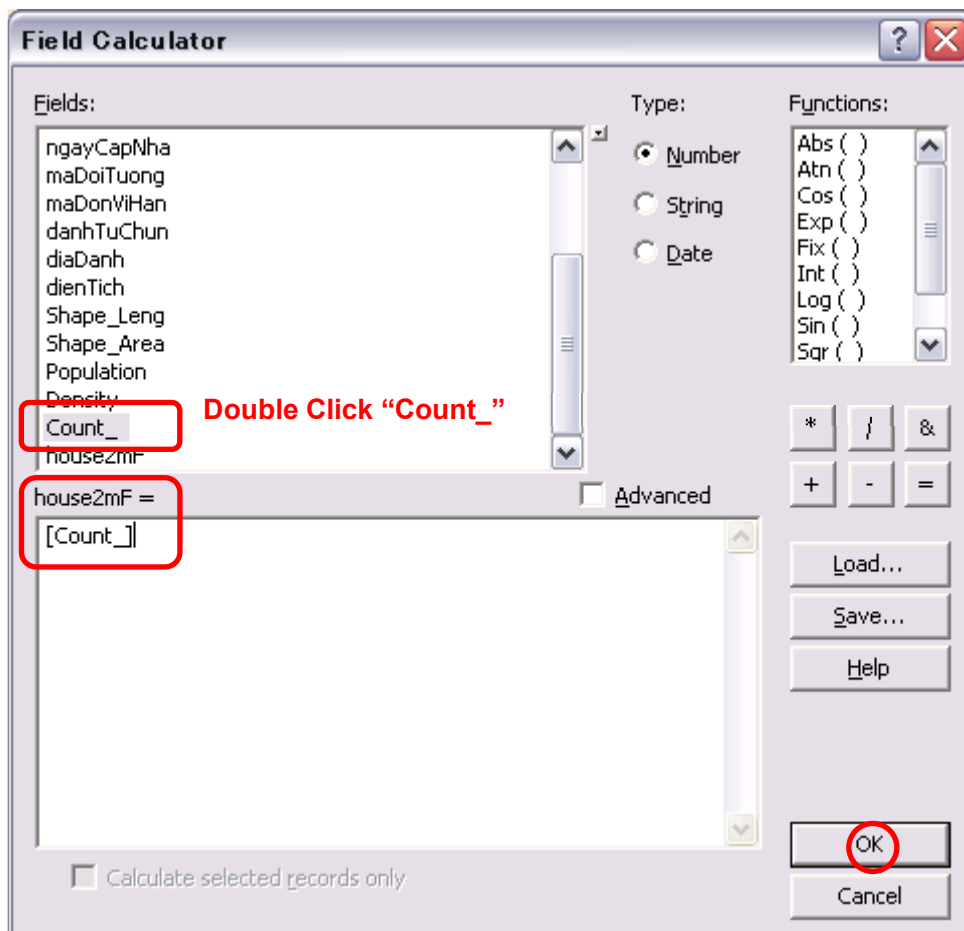 Field Calculator
Fields:
Type:
Functions:
ngayCapNha
maDoiTuong
maDonViHan
danhTuChun
diaDanh
dienTich
Shape_Leng
Shape_Area
Population
Density
Count_
house2mF
Double Click “Count_”
Number
String
Date
Abs ( )
Atn ( )
Cos ( )
Exp ( )
Fix ( )
Int ( )
Log ( )
Sin ( )
Sqr ( )
* / &
+ - =
house2mF =
Advanced
[Count_]
Load...
Save...
Help
Calculate selected records only
OK
Cancel